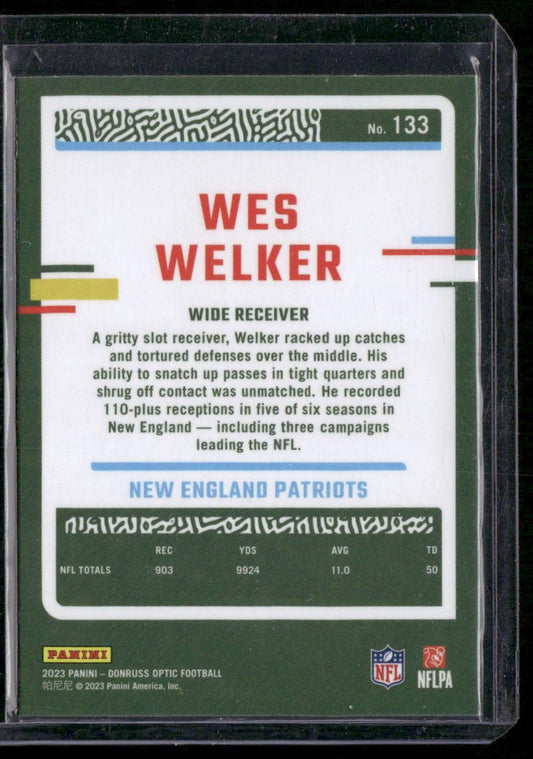 No. 133
WES
WELKER
WIDE RECEIVER
A gritty slot receiver, Welker racked up catches
and tortured defenses over the middle. His
ability to snatch up passes in tight quarters and
shrug off contact was unmatched. He recorded
110-plus receptions in five of six seasons in
New England — including three campaigns
leading the NFL.
NEW ENGLAND PATRIOTS
REC YDS AVG TD
NFL TOTALS 903 9924 11.0 50
PANINI
2023 PANINI – DONRUSS OPTIC FOOTBALL
帕尼尼 © 2023 Panini America, Inc.
NFL
NFLPA